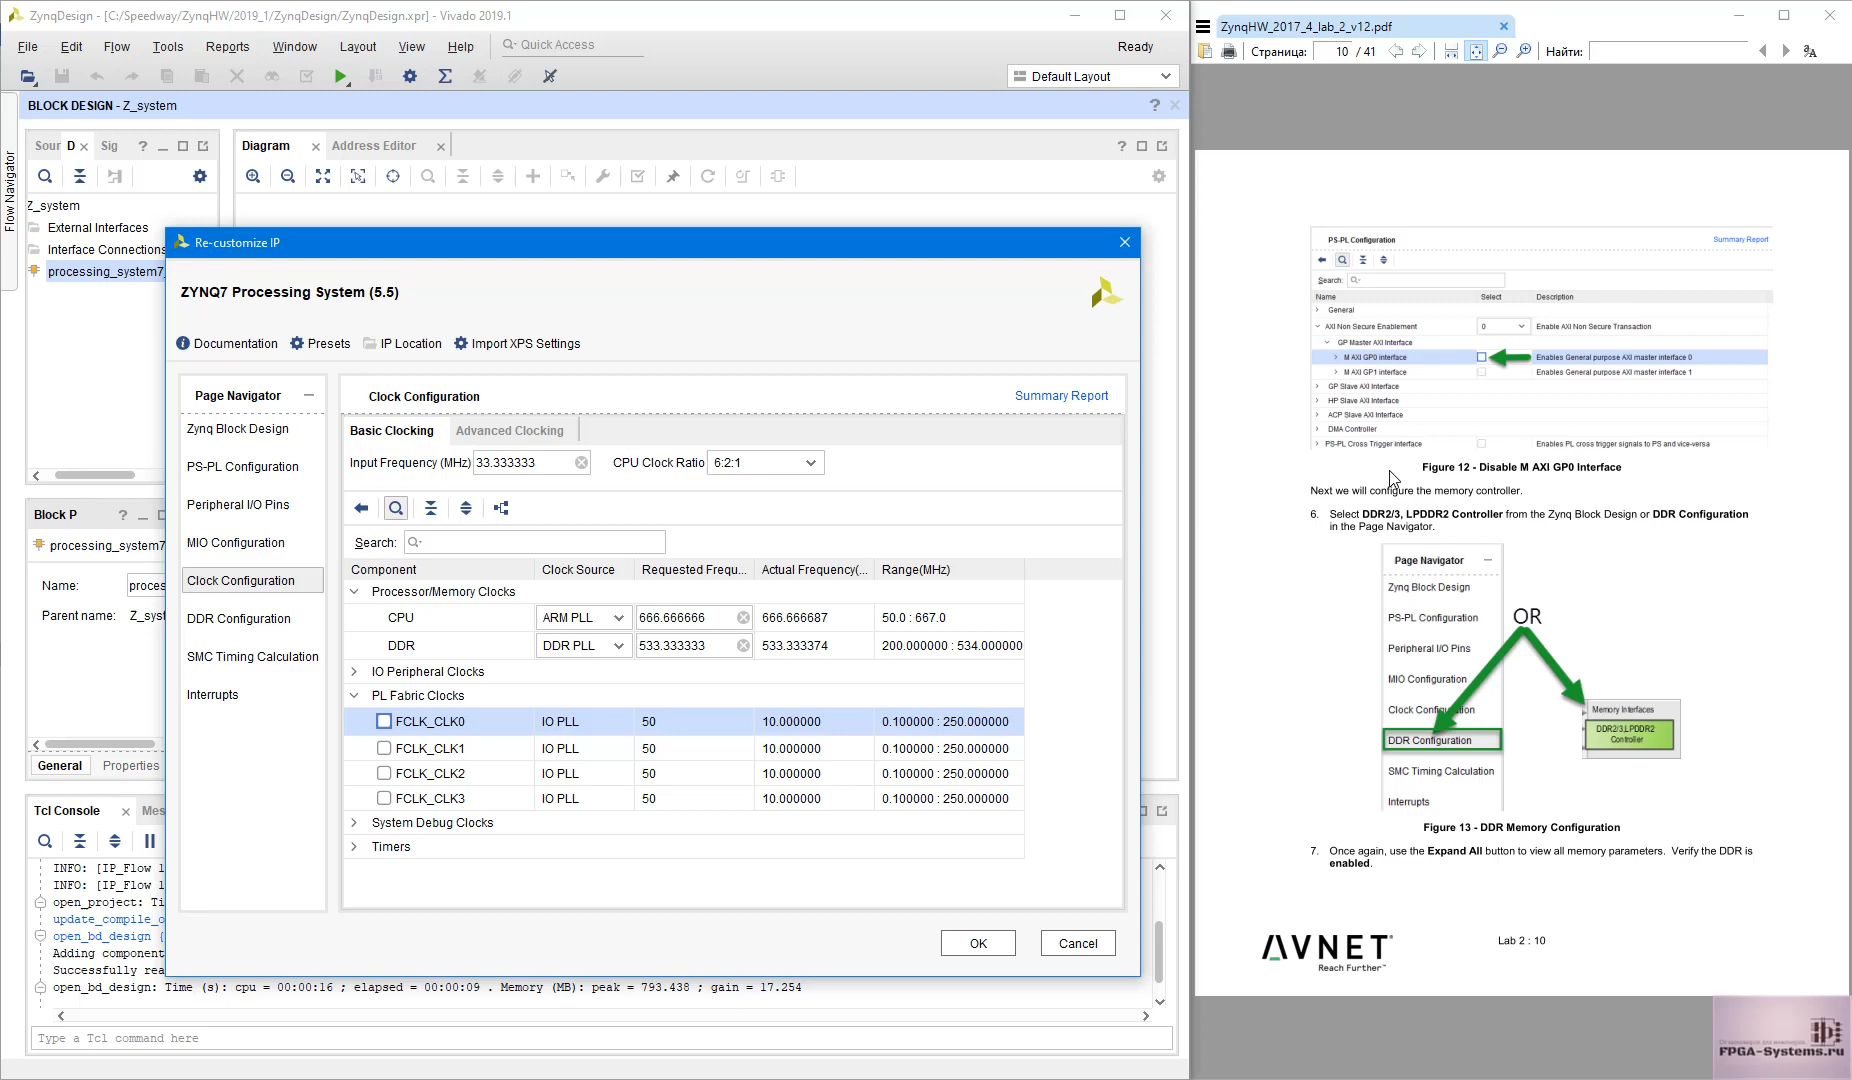 ZynqDesign - [C:/Speedway/ZynqHW/2019_1/ZynqDesign/ZynqDesign.xpr] - Vivado 2019.1
File Edit Flow Tools Reports Window Layout View Help
Quick Access
Ready
Default Layout
Flow Navigator
BLOCK DESIGN - Z_system
Sour D Sig
Z_system
External Interfaces
Interface Connections
processing_system7_
Diagram
Address Editor
Re-customize IP
ZYNQ7 Processing System (5.5)
Documentation
Presets
IP Location
Import XPS Settings
Page Navigator
Zynq Block Design
PS-PL Configuration
Peripheral I/O Pins
MIO Configuration
Clock Configuration
DDR Configuration
SMC Timing Calculation
Interrupts
Clock Configuration
Summary Report
Basic Clocking
Advanced Clocking
Input Frequency (MHz) 33.333333
CPU Clock Ratio 6:2:1
Search:
Component Clock Source Requested Frequ... Actual Frequency(... Range(MHz)
Processor/Memory Clocks
CPU ARM PLL 666.666666 666.666687 50.0 : 667.0
DDR DDR PLL 533.333333 533.333374 200.000000 : 534.000000
IO Peripheral Clocks
PL Fabric Clocks
FCLK_CLK0 IO PLL 50 10.000000 0.100000 : 250.000000
FCLK_CLK1 IO PLL 50 10.000000 0.100000 : 250.000000
FCLK_CLK2 IO PLL 50 10.000000 0.100000 : 250.000000
FCLK_CLK3 IO PLL 50 10.000000 0.100000 : 250.000000
System Debug Clocks
Timers
OK
Cancel
Block P
processing_system7
Name: proces
Parent name: Z_syst
General
Properties
Tcl Console
Mes
INFO: [IP_Flow 1
INFO: [IP_Flow 1
open_project: Ti
update_compile_o
open_bd_design {
Adding component
Successfully rea
open_bd_design: Time (s): cpu = 00:00:16 ; elapsed = 00:00:09 . Memory (MB): peak = 793.438 ; gain = 17.254
Type a Tcl command here
ZynqHW_2017_4_lab_2_v12.pdf
Страница: 10 / 41
Найти:
PS-PL Configuration
Summary Report
Search:
Name Select Description
General
AXI Non Secure Enablement 0 Enable AXI Non Secure Transaction
GP Master AXI Interface
M AXI GP0 interface Enables General purpose AXI master interface 0
M AXI GP1 interface Enables General purpose AXI master interface 1
GP Slave AXI Interface
HP Slave AXI Interface
ACP Slave AXI Interface
DMA Controller
PS-PL Cross Trigger interface Enables PL cross trigger signals to PS and vice-versa
Figure 12 - Disable M AXI GP0 Interface
Next we will configure the memory controller.
6. Select DDR2/3, LPDDR2 Controller from the Zynq Block Design or DDR Configuration
in the Page Navigator.
Page Navigator
Zynq Block Design
PS-PL Configuration
Peripheral I/O Pins
MIO Configuration
Clock Configuration
DDR Configuration
SMC Timing Calculation
Interrupts
OR
Memory Interfaces
DDR2/3,LPDDR2
Controller
Figure 13 - DDR Memory Configuration
7. Once again, use the Expand All button to view all memory parameters. Verify the DDR is
enabled.
AVNET
Reach Further™
Lab 2 : 10
FPGA-Systems.ru